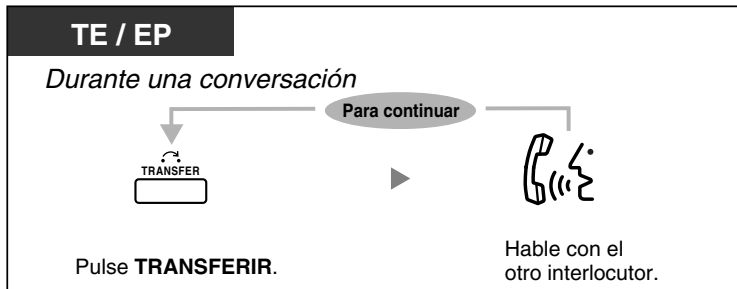 TE / EP
Durante una conversación
Para continuar
TRANSFER
Pulse TRANSFERIR.
Hable con el
otro interlocutor.